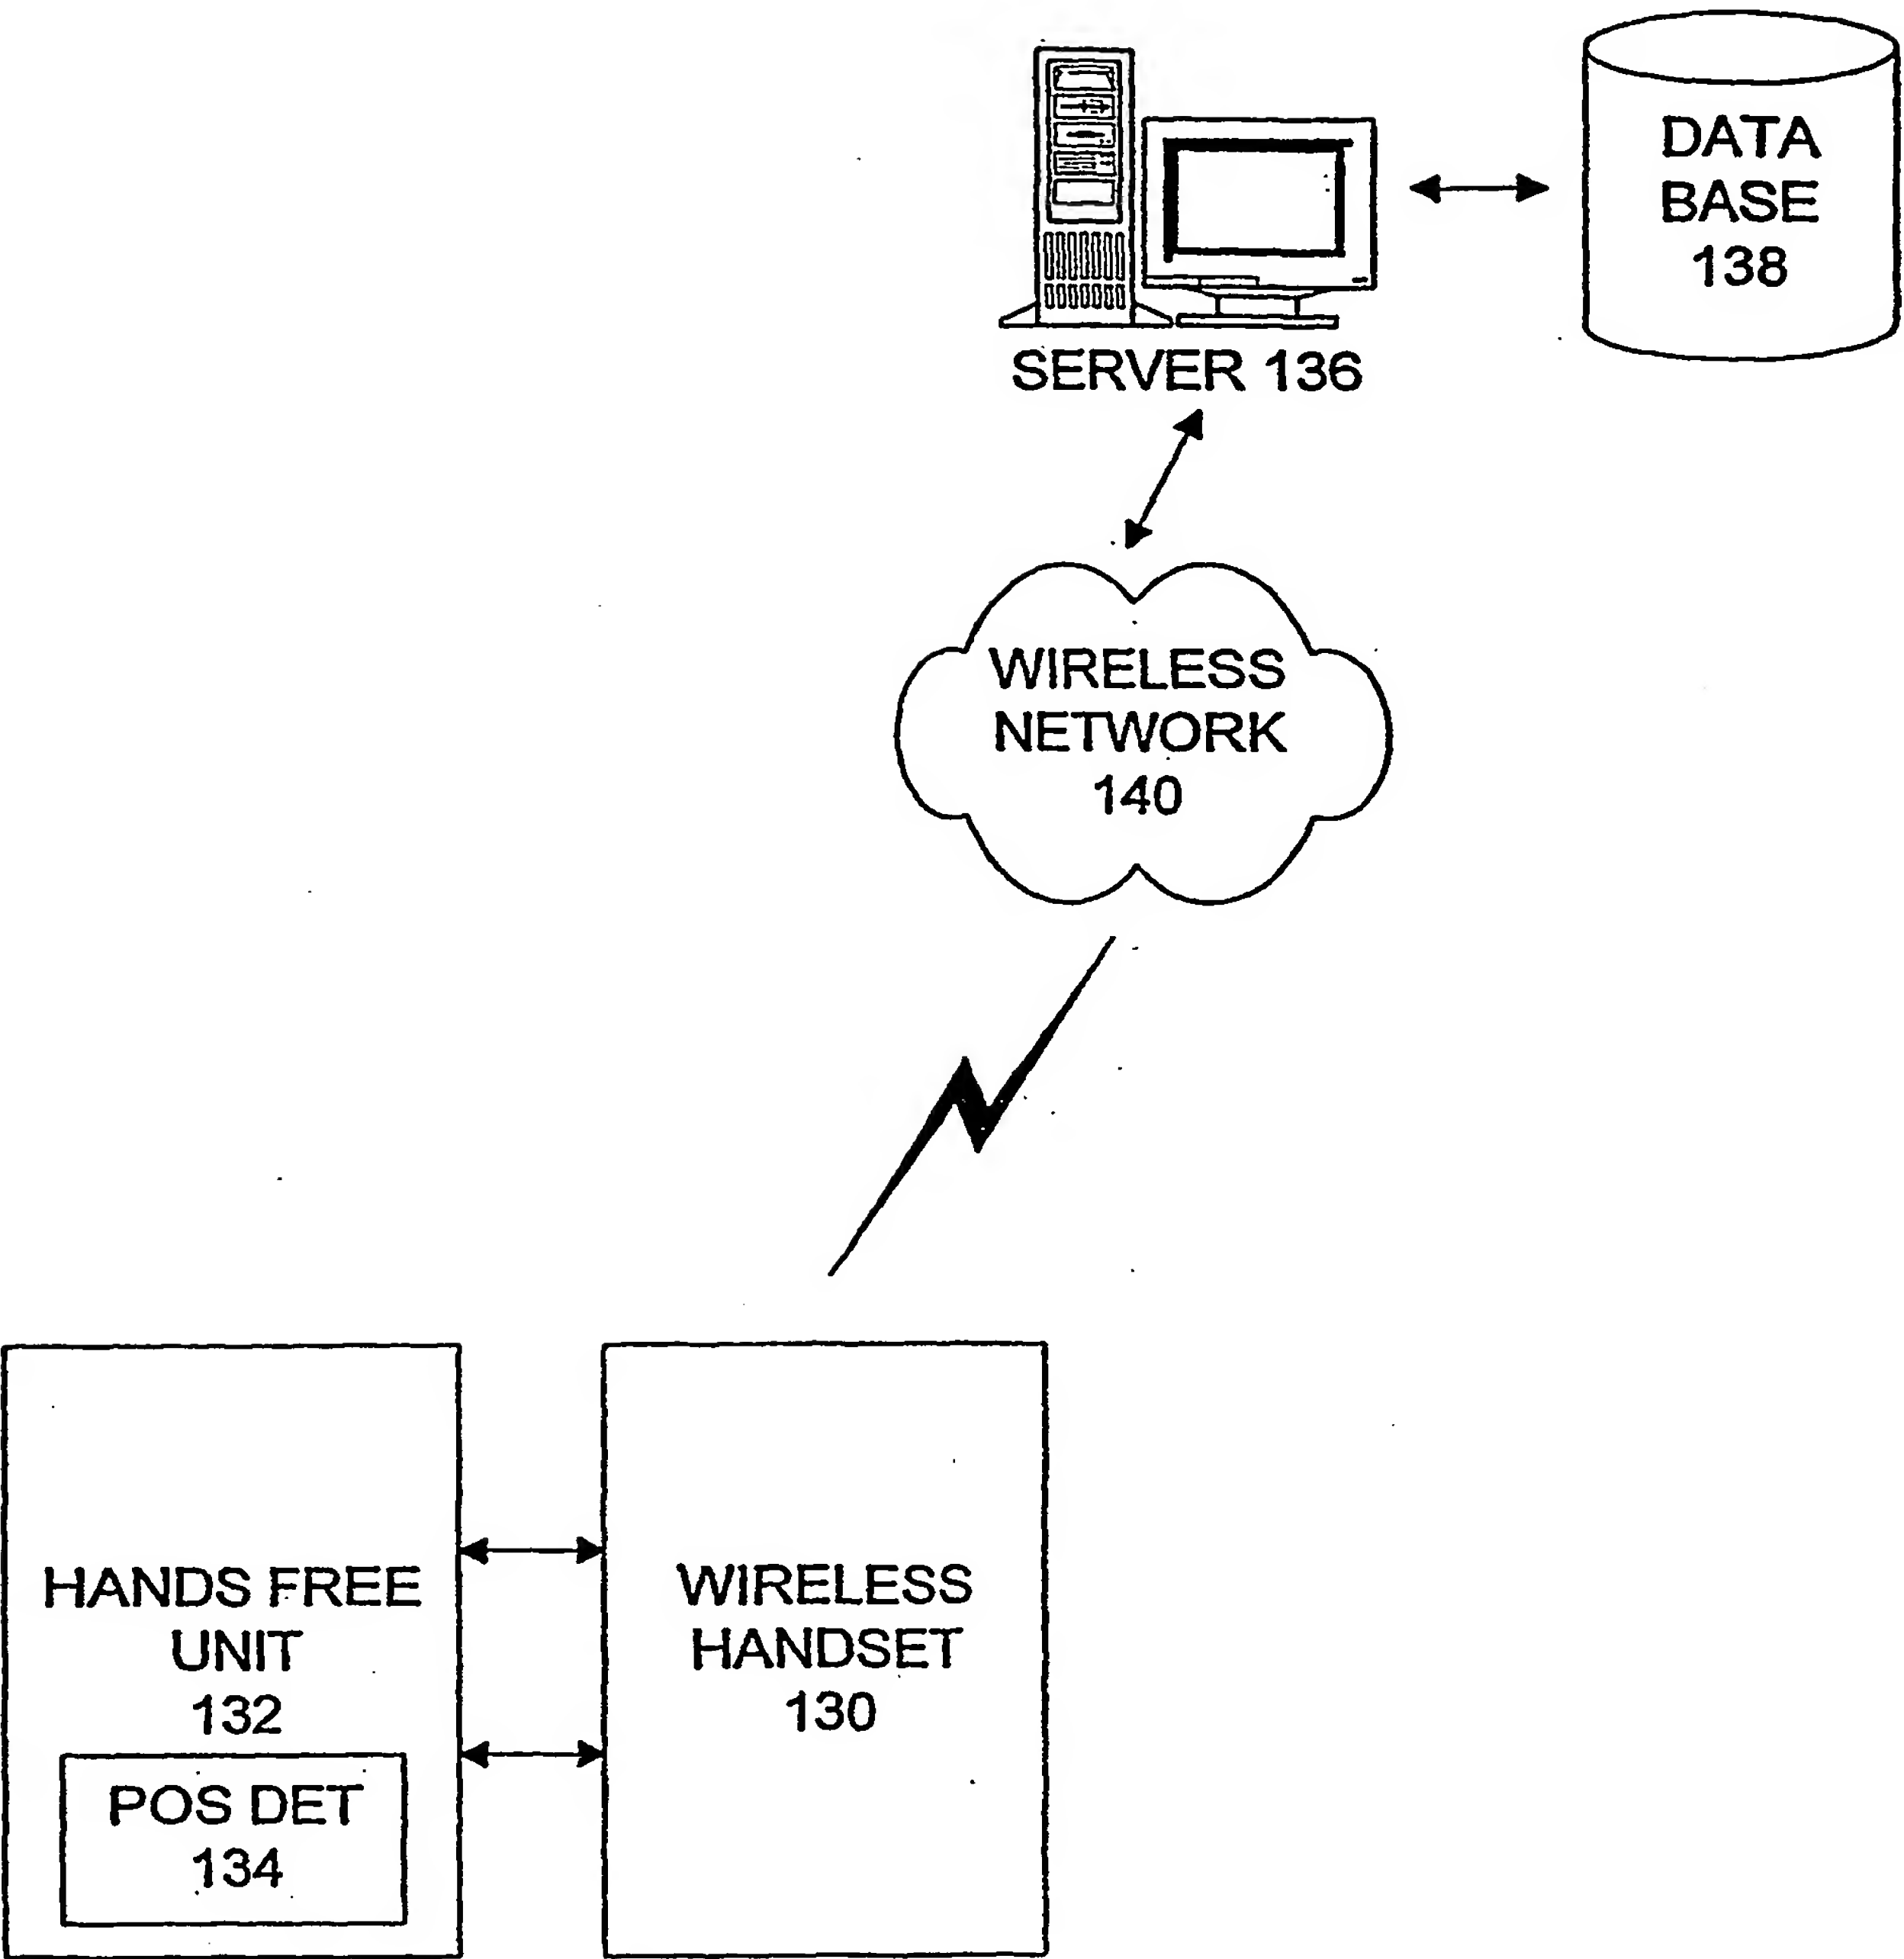 DATA
BASE
138
SERVER 136
WIRELESS
NETWORK
140
HANDS FREE
UNIT
132
POS DET
134
WIRELESS
HANDSET
130